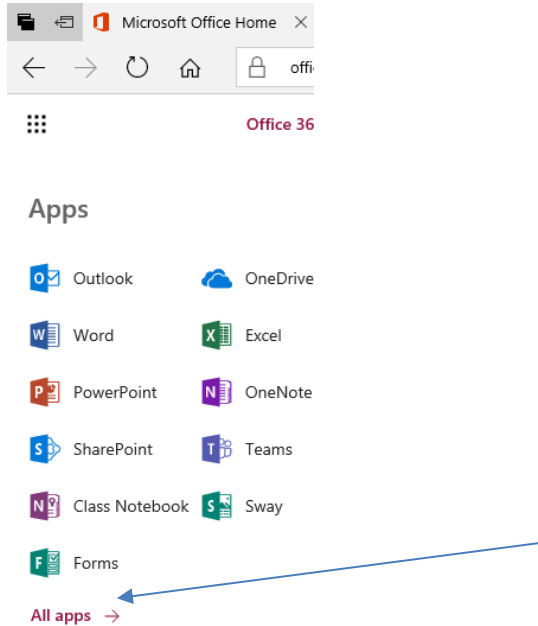 Microsoft Office Home
offi
Office 36
Apps
Outlook OneDrive
Word Excel
PowerPoint OneNote
SharePoint Teams
Class Notebook Sway
Forms
All apps